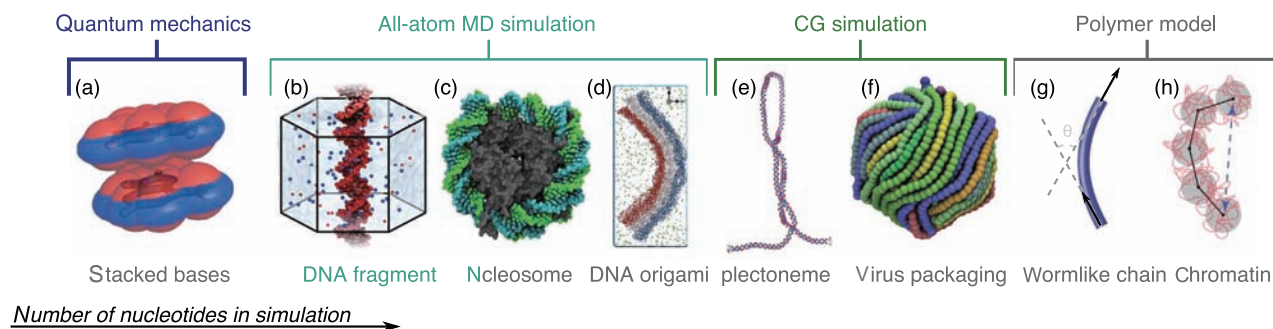 Quantum mechanics All-atom MD simulation CG simulation Polymer model
(a) (b) (c) (d) (e) (f) (g) (h)
θ
Stacked bases DNA fragment Ncleosome DNA origami plectoneme Virus packaging Wormlike chain Chromatin
Number of nucleotides in simulation